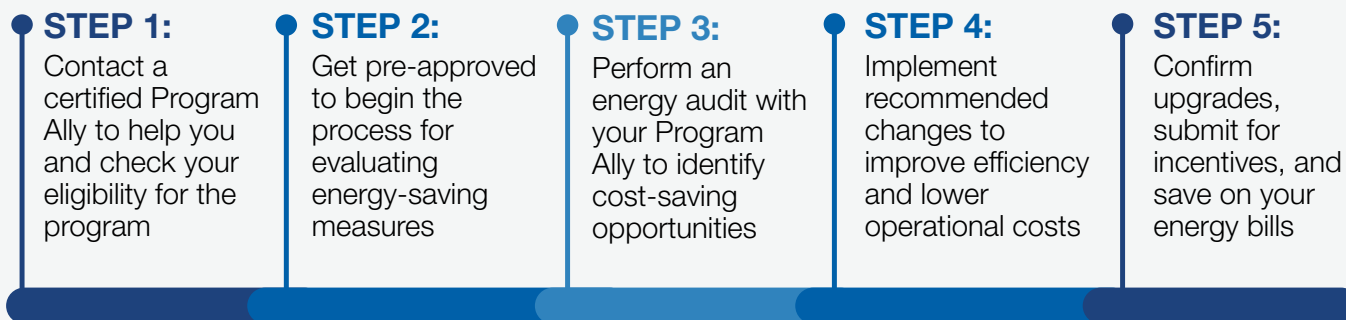 STEP 1:
Contact a
certified Program
Ally to help you
and check your
eligibility for the
program
STEP 2:
Get pre-approved
to begin the
process for
evaluating
energy-saving
measures
STEP 3:
Perform an
energy audit with
your Program
Ally to identify
cost-saving
opportunities
STEP 4:
Implement
recommended
changes to
improve efficiency
and lower
operational costs
STEP 5:
Confirm
upgrades,
submit for
incentives, and
save on your
energy bills